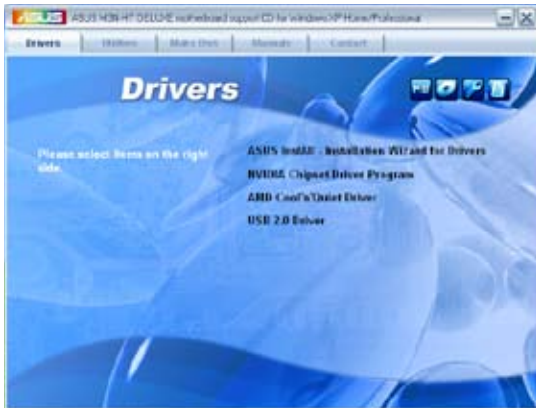 ASUS M3N-HT DELUXE motherboard support CD for Windows XP Home/Professional
Drivers Utilities Make Disk Manuals Contact
Drivers
Please select items on the right side.
ASUS InstAll - Installation Wizard for Drivers
NVIDIA Chipset Driver Program
AMD Cool'n'Quiet Driver
USB 2.0 Driver